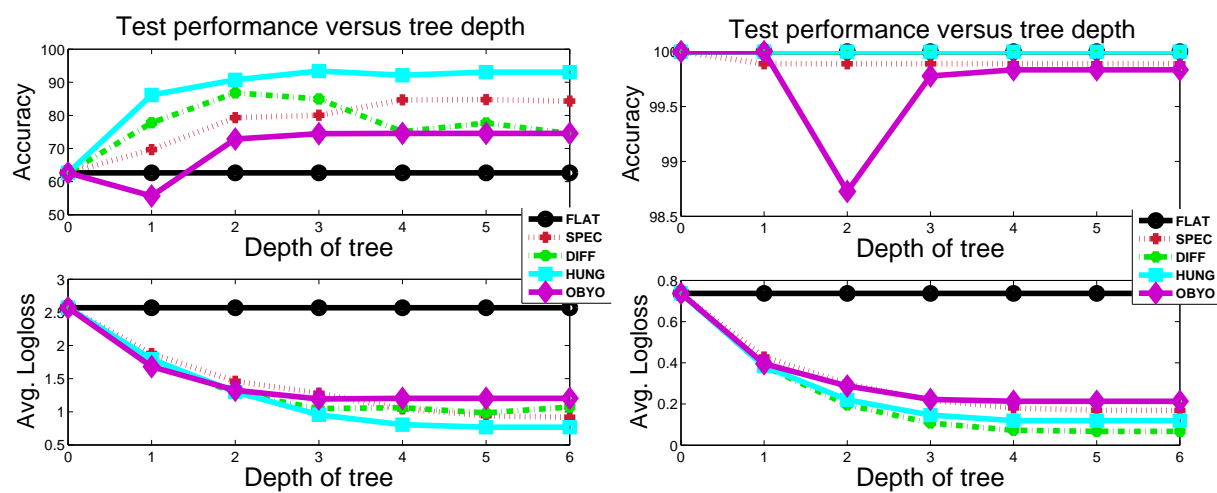 Test performance versus tree depth
100
90
80
70
60
50
Accuracy
0 1 2 3 4 5 6
Depth of tree
FLAT
SPEC
DIFF
HUNG
OBYO
3
2.5
2
1.5
1
0.5
Avg. Logloss
0 1 2 3 4 5 6
Depth of tree
Test performance versus tree depth
100
99.5
99
98.5
Accuracy
0 1 2 3 4 5 6
Depth of tree
FLAT
SPEC
DIFF
HUNG
OBYO
0.8
0.6
0.4
0.2
0
Avg. Logloss
0 1 2 3 4 5 6
Depth of tree